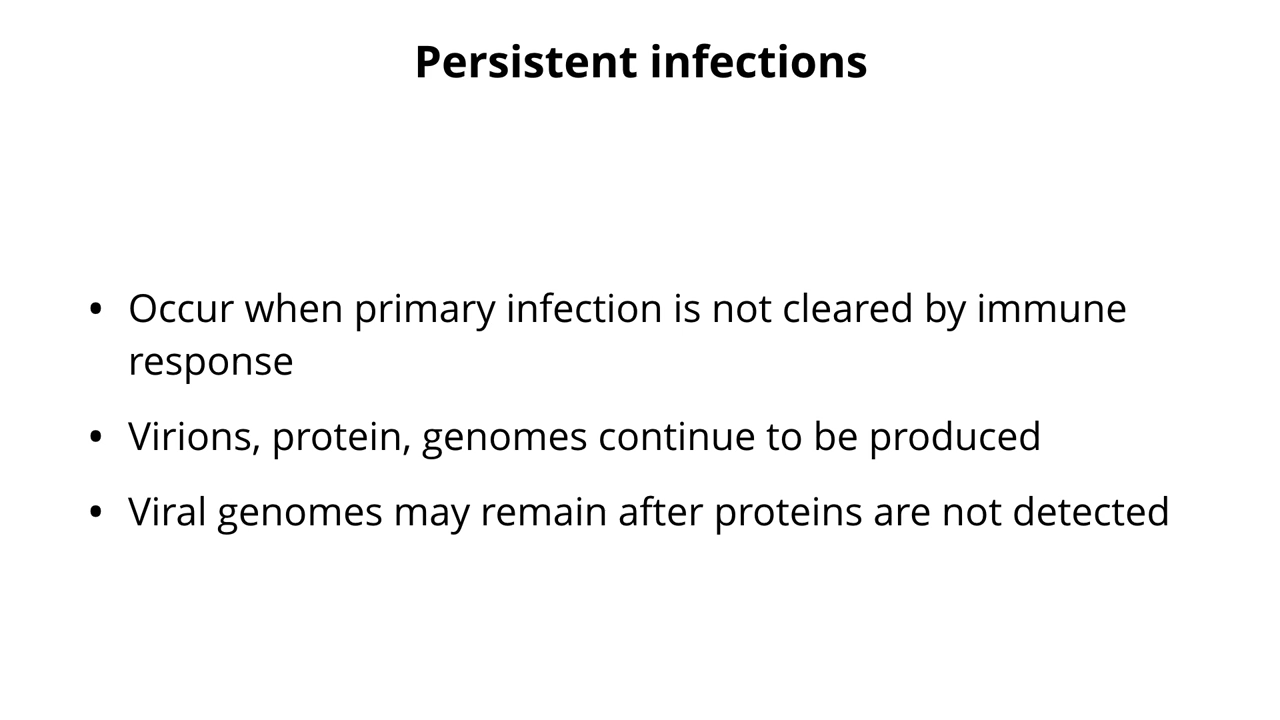 Persistent infections
• Occur when primary infection is not cleared by immune
response
• Virions, protein, genomes continue to be produced
• Viral genomes may remain after proteins are not detected